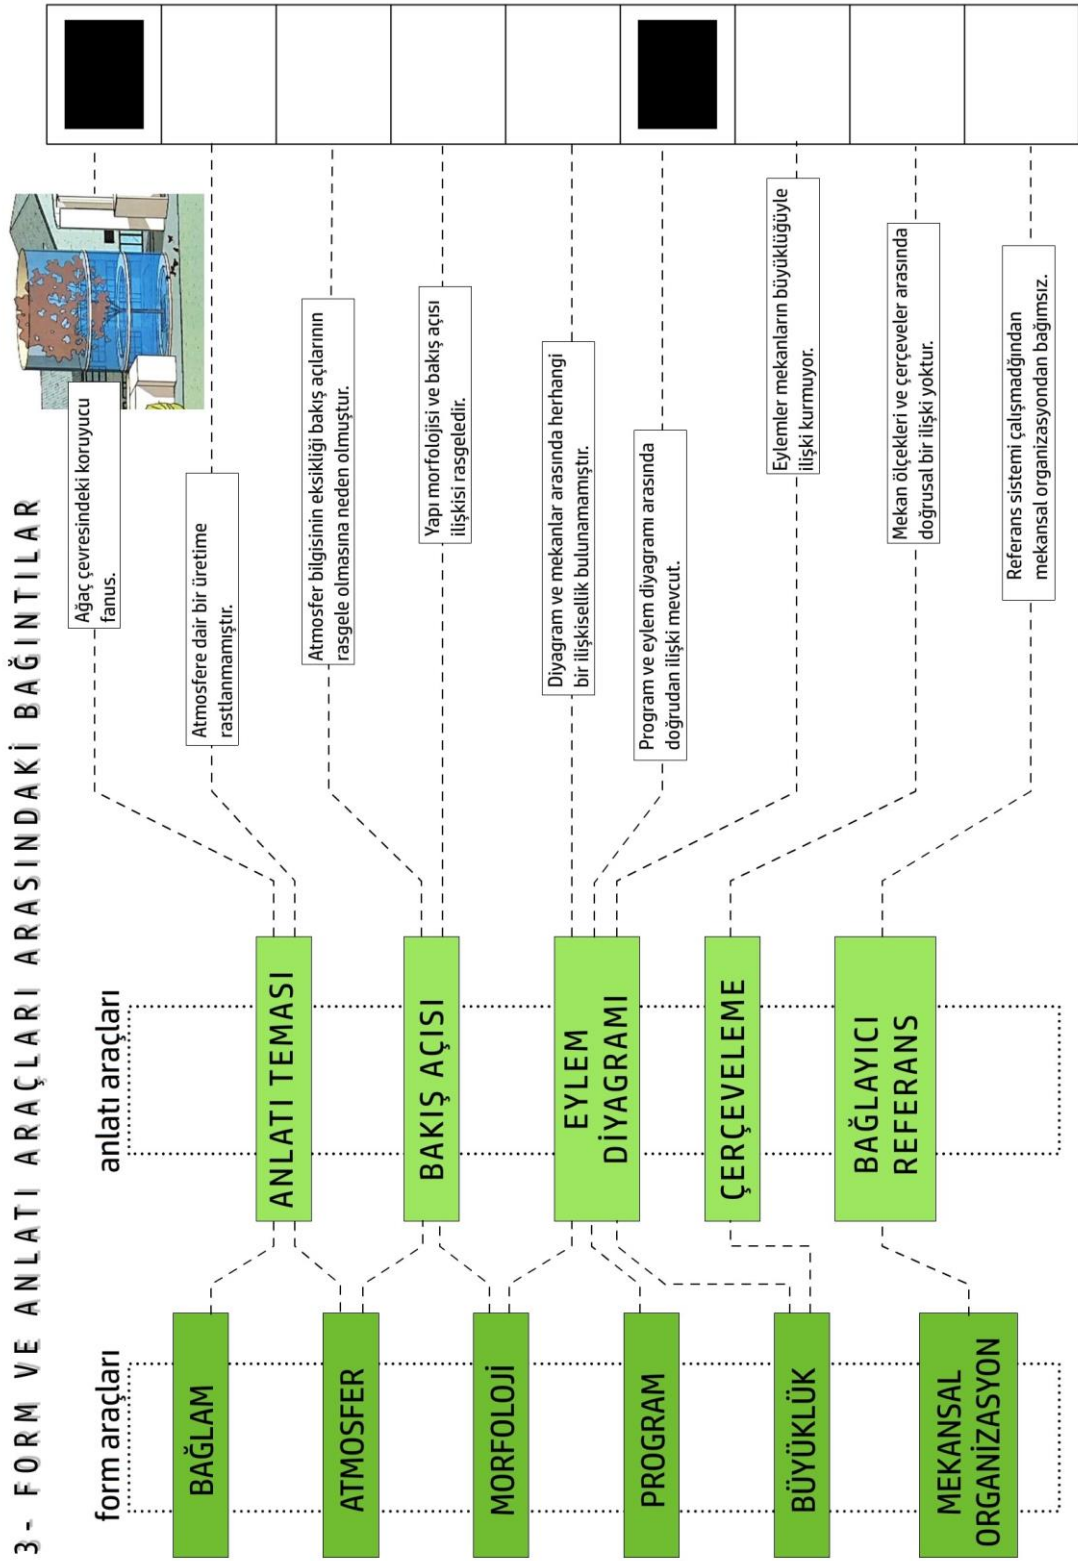 3- FORM VE ANLATI ARAÇLARI ARASINDAKİ BAĞINTILAR
form araçları
BAĞLAM
ATMOSFER
MORFOLOJİ
PROGRAM
BÜYÜKLÜK
MEKANSAL
ORGANİZASYON
anlatı araçları
ANLATI TEMASI
BAKIŞ AÇISI
EYLEM
DİYAGRAMI
ÇERÇEVELEME
BAĞLAYICI
REFERANS
Ağaç çevresindeki koruyucu
fanus.
Atmosfere dair bir üretime
rastlanmamıştır.
Atmosfer bilgisinin eksikliği bakış açılarının
rasgele olmasına neden olmuştur.
Yapı morfolojisi ve bakış açısı
ilişkisi rasgeledir.
Diyagram ve mekanlar arasında herhangi
bir ilişkisellik bulunamamıştır.
Program ve eylem diyagramı arasında
doğrudan ilişki mevcut.
Eylemler mekanların büyüklüğüyle
ilişki kurmuyor.
Mekan ölçekleri ve çerçeveler arasında
doğrusal bir ilişki yoktur.
Referans sistemi çalışmadğından
mekansal organizasyondan bağımsız.